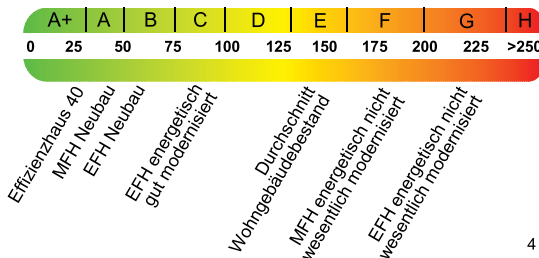 A+ A B C D E F G H
0 25 50 75 100 125 150 175 200 225 >250
Effizienzhaus 40
MFH Neubau
EFH Neubau
EFH energetisch
gut modernisiert
Durchschnitt
Wohngebäudebestand
MFH energetisch nicht
wesentlich modernisiert
EFH energetisch nicht
wesentlich modernisiert
4